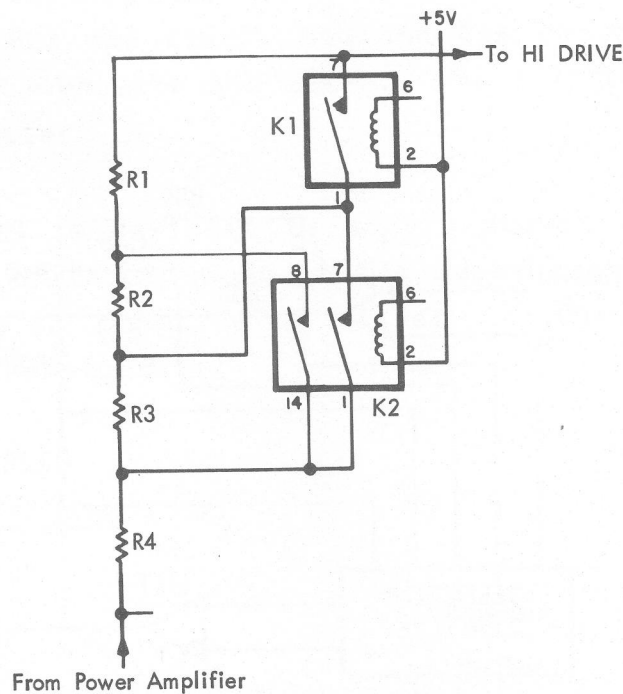 +5V
To HI DRIVE
7
6
K1
2
R1
1
8
7
6
R2
2
14
1
K2
R3
R4
From Power Amplifier